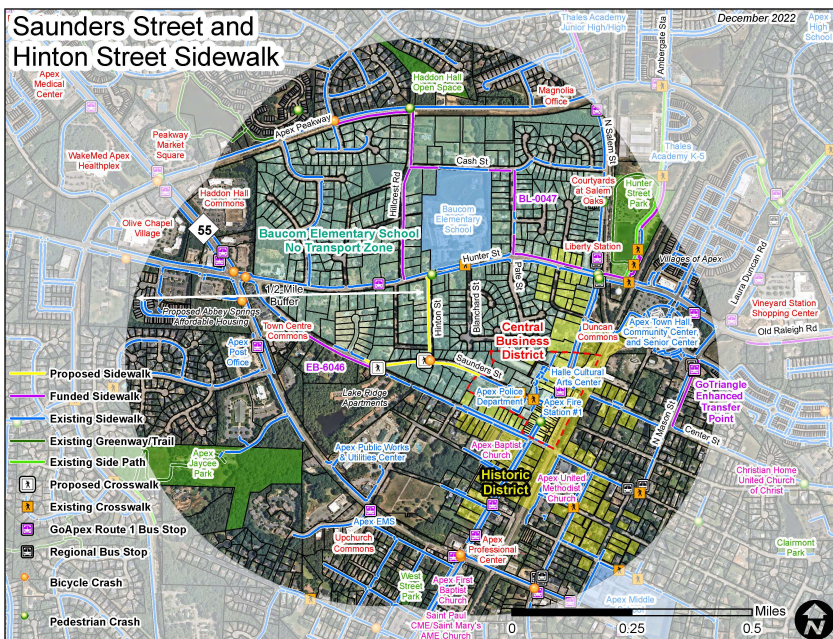 Saunders Street and
Hinton Street Sidewalk
December 2022
Thales Academy
Junior High/High
Apex
High
School
Ambergate Sta
Apex
Medical
Center
Haddon Hall
Open Space
Magnolia
Office
Apex Peakway
N Salem St
Peakway
Market
Square
WakeMed Apex
Healthplex
Thales
Academy K-5
Cash St
Hillcrest Rd
Haddon Hall
Commons
Courtyards
at Salem
Oaks
Hunter
Street
Park
BL-0047
Baucom
Elementary
School
55
Olive Chapel
Village
Baucom Elementary School
No Transport Zone
Liberty Station
Hunter St
Villages of Apex
Laura Duncan Rd
Pate St
1/2 Mile
Buffer
Hinton St
Blanchard St
Proposed Abbey Springs
Affordable Housing
Vineyard Station
Shopping Center
Town Centre
Commons
Central
Business
District
Duncan
Commons
Apex Town Hall,
Community Center,
and Senior Center
Old Raleigh Rd
Apex
Post
Office
EB-6046
Saunders St
Halle Cultural
Arts Center
GoTriangle
Enhanced
Transfer
Point
Lake Ridge
Apartments
Apex Police
Department
Apex Fire
Station #1
N Mason St
Center St
Apex
Jaycee
Park
Apex Public Works
& Utilities Center
Apex Baptist
Church
Historic
District
Apex United
Methodist
Church
Christian Home
United Church
of Christ
Apex EMS
Upchurch
Commons
Apex
Professional
Center
Clairmont
Park
West
Street
Park
Apex First
Baptist
Church
Apex Middle
Saint Paul
CME/Saint Mary's
AME Church
Proposed Sidewalk
Funded Sidewalk
Existing Sidewalk
Existing Greenway/Trail
Existing Side Path
Proposed Crosswalk
Existing Crosswalk
GoApex Route 1 Bus Stop
Regional Bus Stop
Bicycle Crash
Pedestrian Crash
Miles
0 0.25 0.5
N